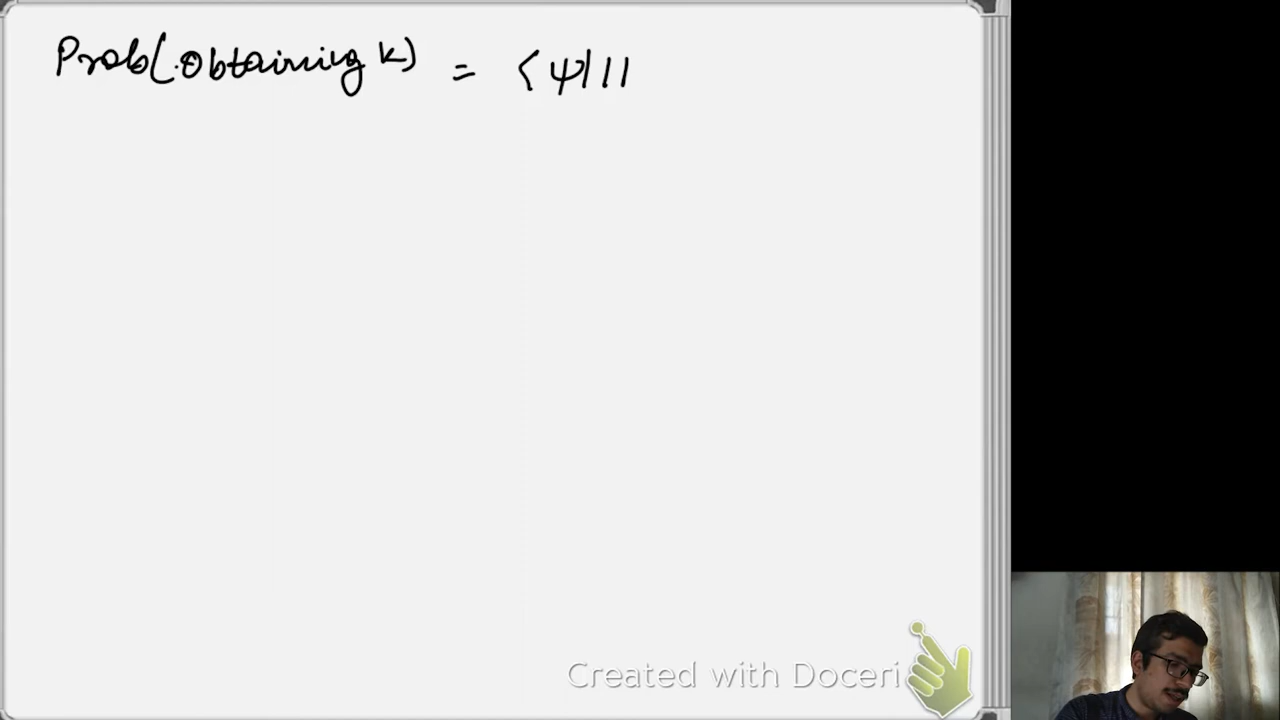 Prob(obtaining k) = ⟨ψ| ||
Created with Doceri